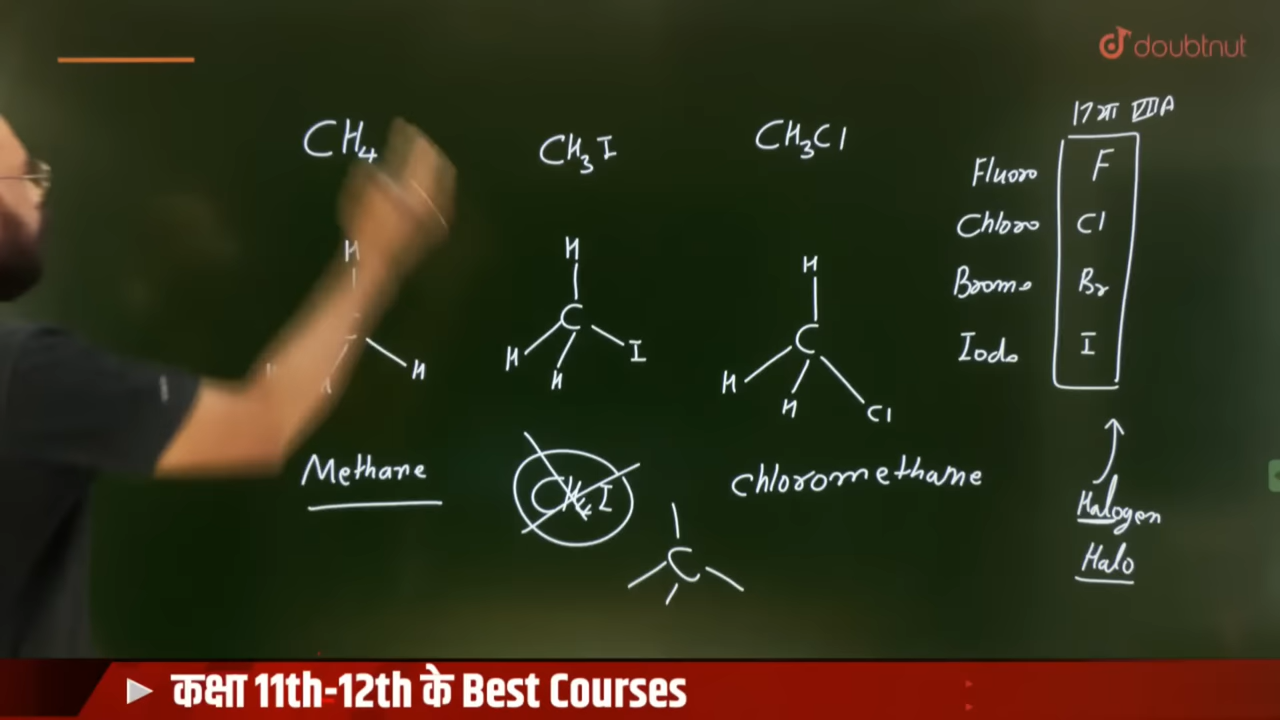 doubtnut
CH₄
CH₃I
CH₃Cl
17वा VIIA
Fluoro F
Chloro Cl
Bromo Br
Iodo I
H
H
H
C
H
H
I
H
H
C
H
H
Cl
Methane
chloromethane
C
Halogen
Halo
कक्षा 11th-12th के Best Courses